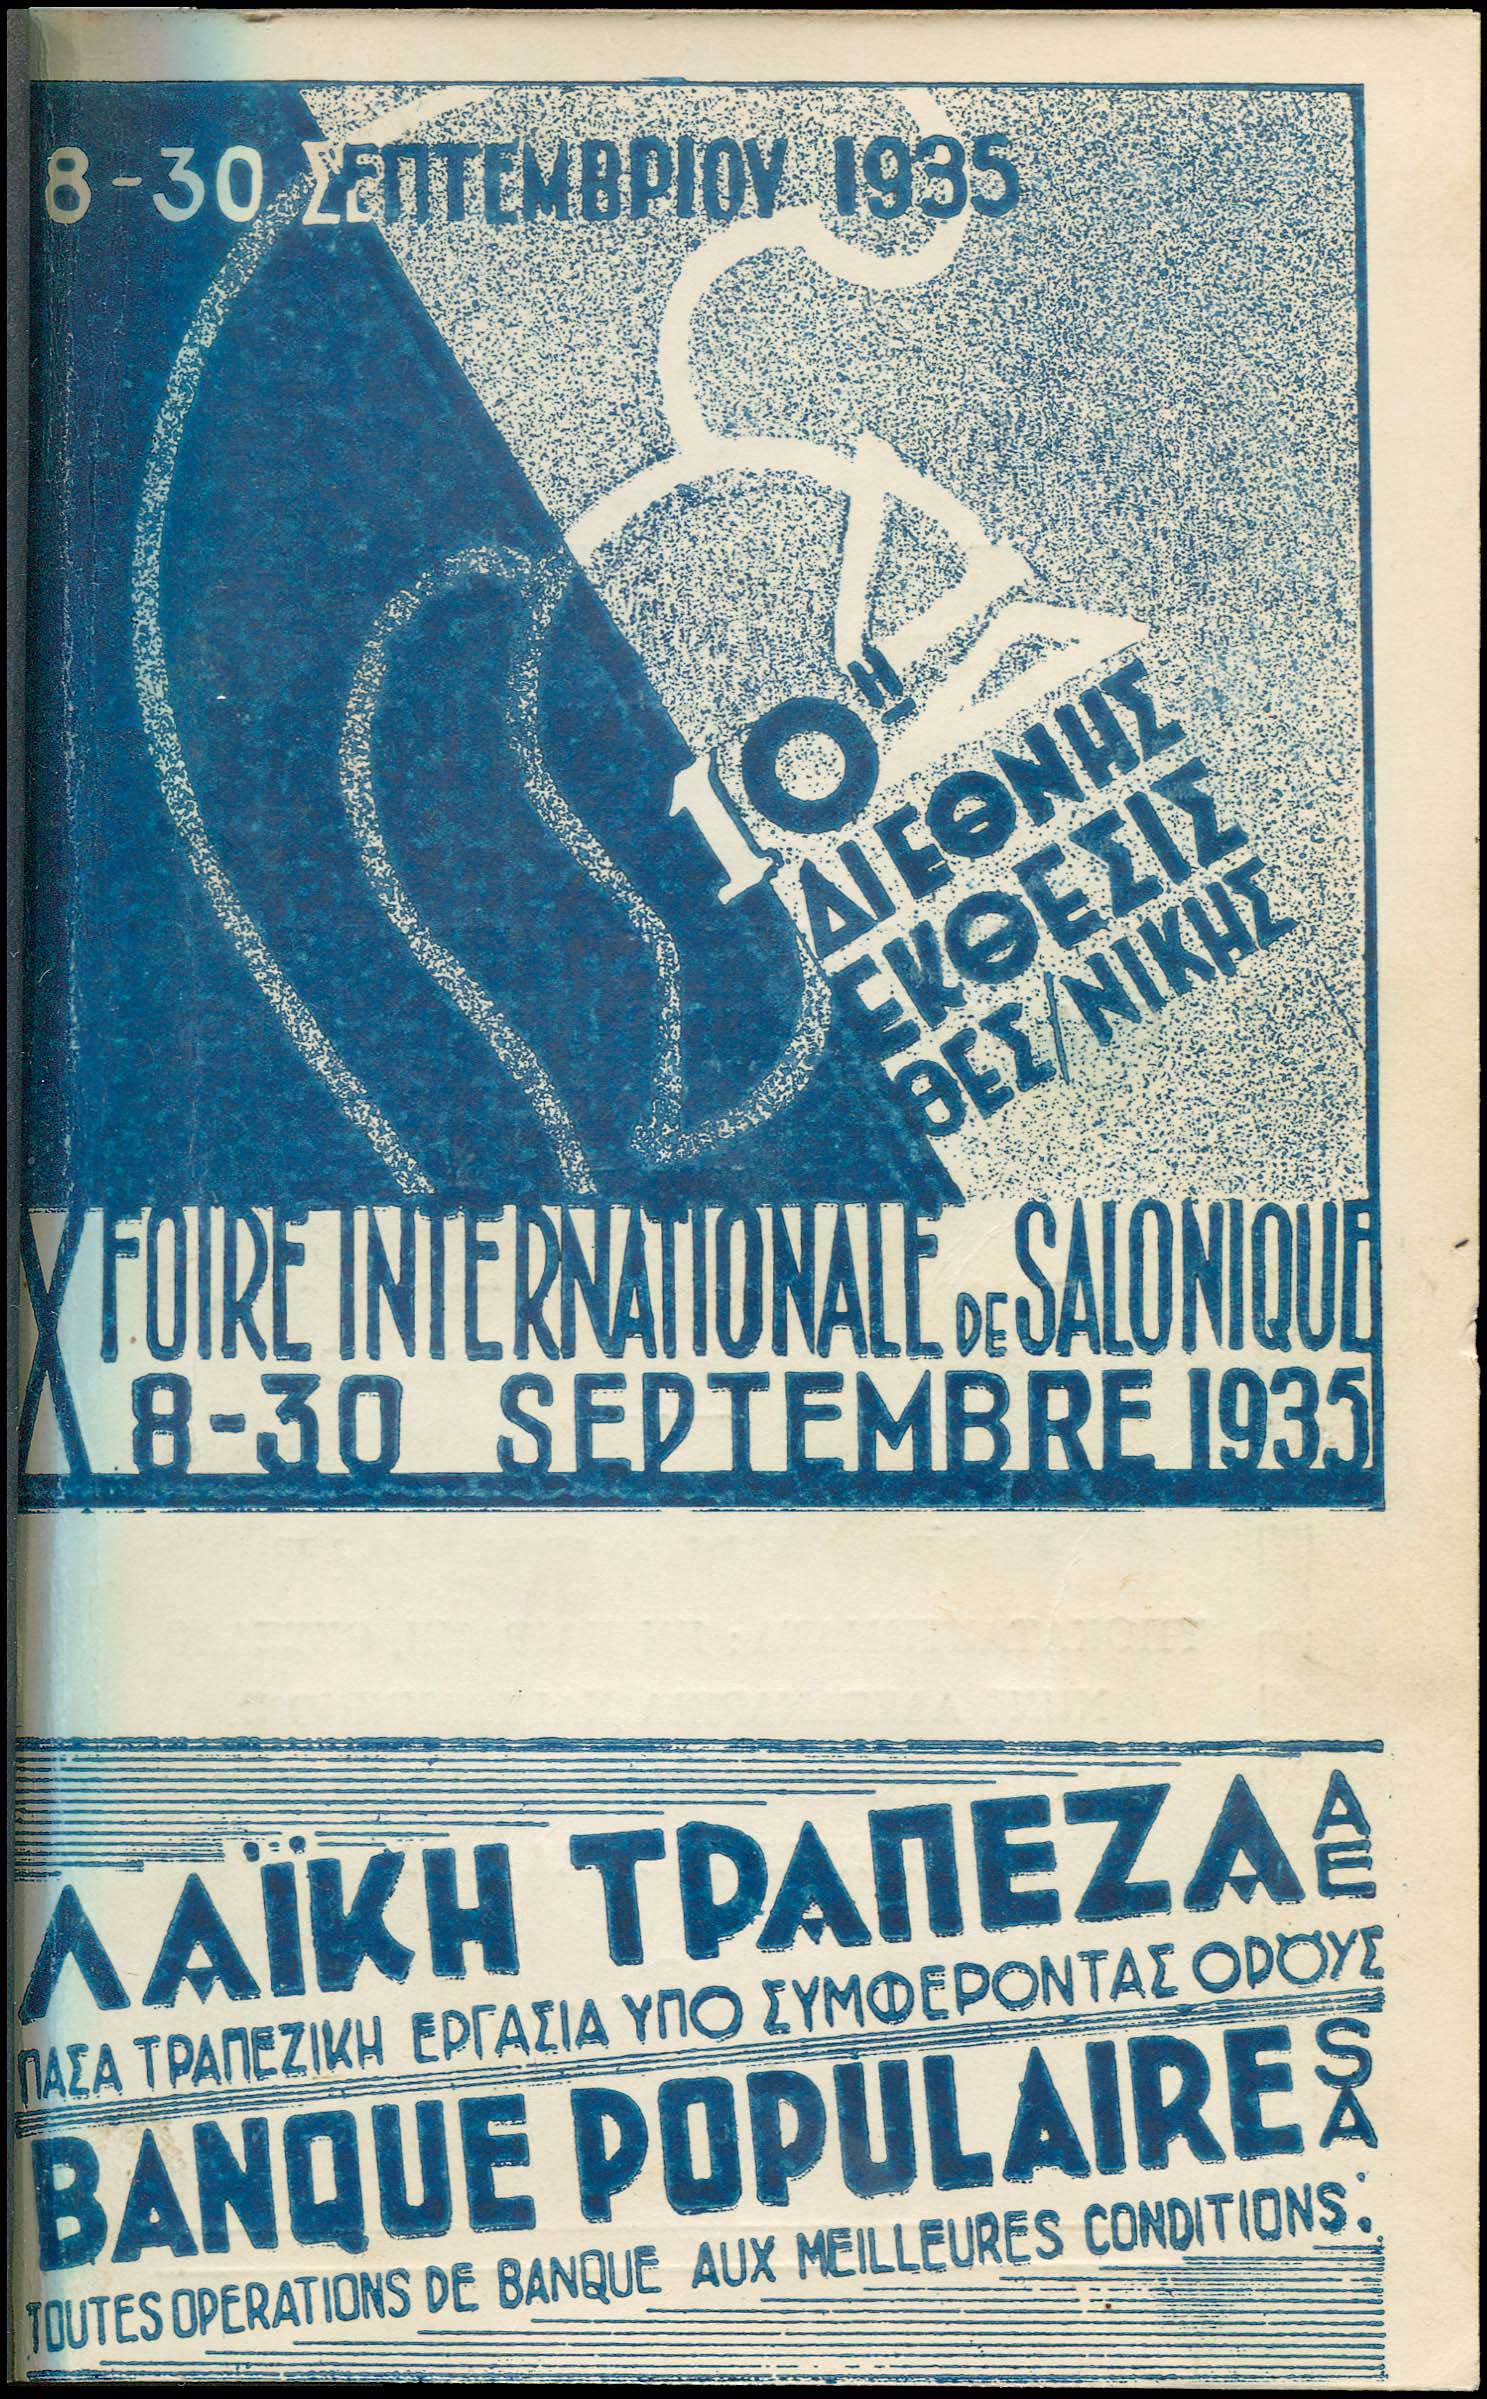 8-30 ΣΕΠΤΕΜΒΡΙΟΥ 1935
10η
ΔΙΕΘΝΗΣ
ΕΚΘΕΣΙΣ
ΘΕΣ/ΝΙΚΗΣ
X FOIRE INTERNATIONALE DE SALONIQUE
8-30 SEPTEMBRE 1935
ΛΑΪΚΗ ΤΡΑΠΕΖΑ ΑΕ
ΠΑΣΑ ΤΡΑΠΕΖΙΚΗ ΕΡΓΑΣΙΑ ΥΠΟ ΣΥΜΦΕΡΟΝΤΑΣ ΟΡΟΥΣ
BANQUE POPULAIRE SA
TOUTES OPERATIONS DE BANQUE AUX MEILLEURES CONDITIONS: